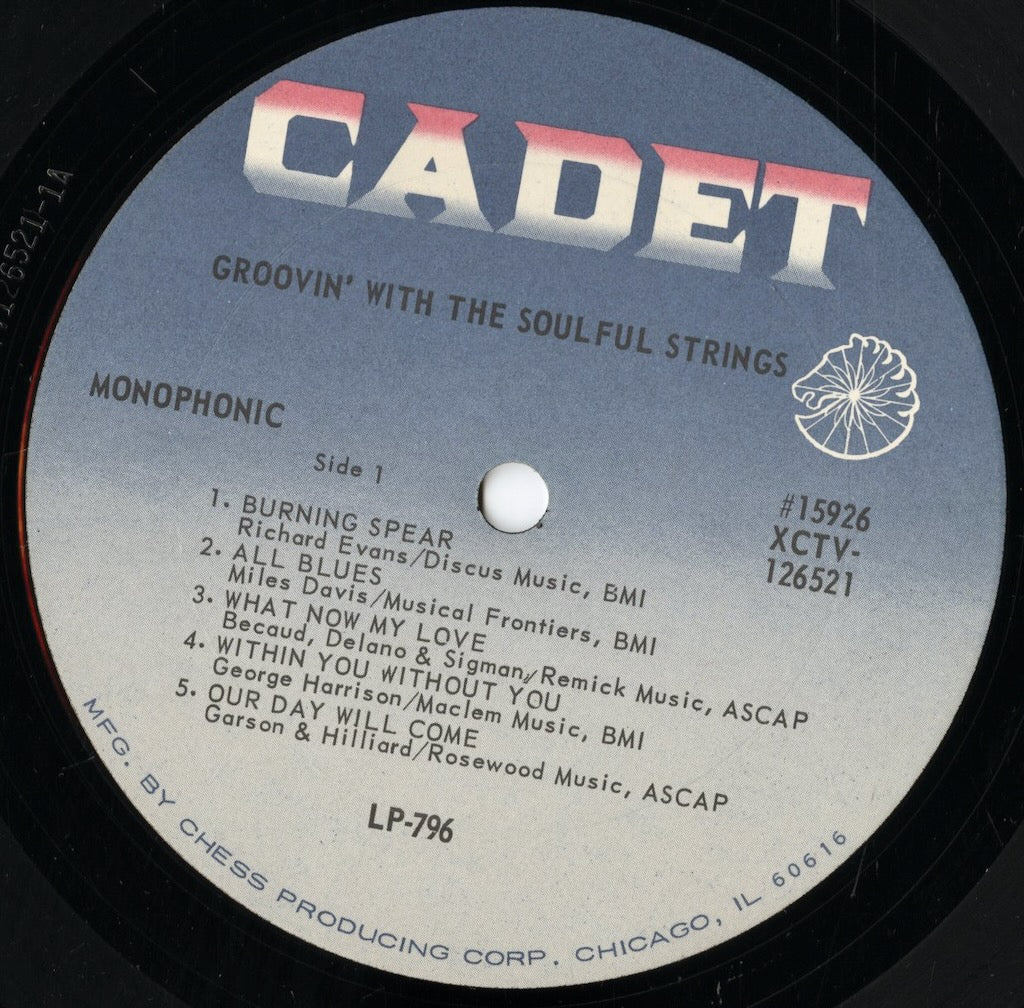 CADET
GROOVIN' WITH THE SOULFUL STRINGS
MONOPHONIC
Side 1
#15926
XCTV-
126521
1. BURNING SPEAR
Richard Evans/Discus Music, BMI
2. ALL BLUES
Miles Davis/Musical Frontiers, BMI
3. WHAT NOW MY LOVE
Becaud, Delano & Sigman/Remick Music, ASCAP
4. WITHIN YOU WITHOUT YOU
George Harrison/Maclem Music, BMI
5. OUR DAY WILL COME
Garson & Hilliard/Rosewood Music, ASCAP
LP-796
MFG. BY CHESS PRODUCING CORP. CHICAGO, IL 60616
126521-1A